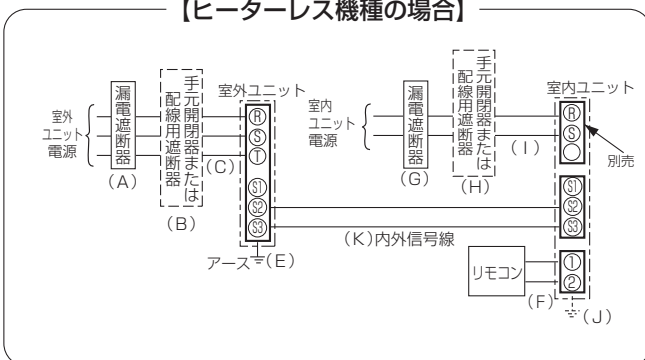 【ヒーターレス機種の場合】
室外
ユニット
電源
漏電遮断器
(A)
手元開閉器または
配線用遮断器
(B)
(C)
室外ユニット
R
S
T
S1
S2
S3
アース
(E)
室内
ユニット
電源
漏電遮断器
(G)
手元開閉器または
配線用遮断器
(H)
(I)
室内ユニット
R
S
別売
S1
S2
S3
(K)内外信号線
リモコン
1
2
(F)
(J)